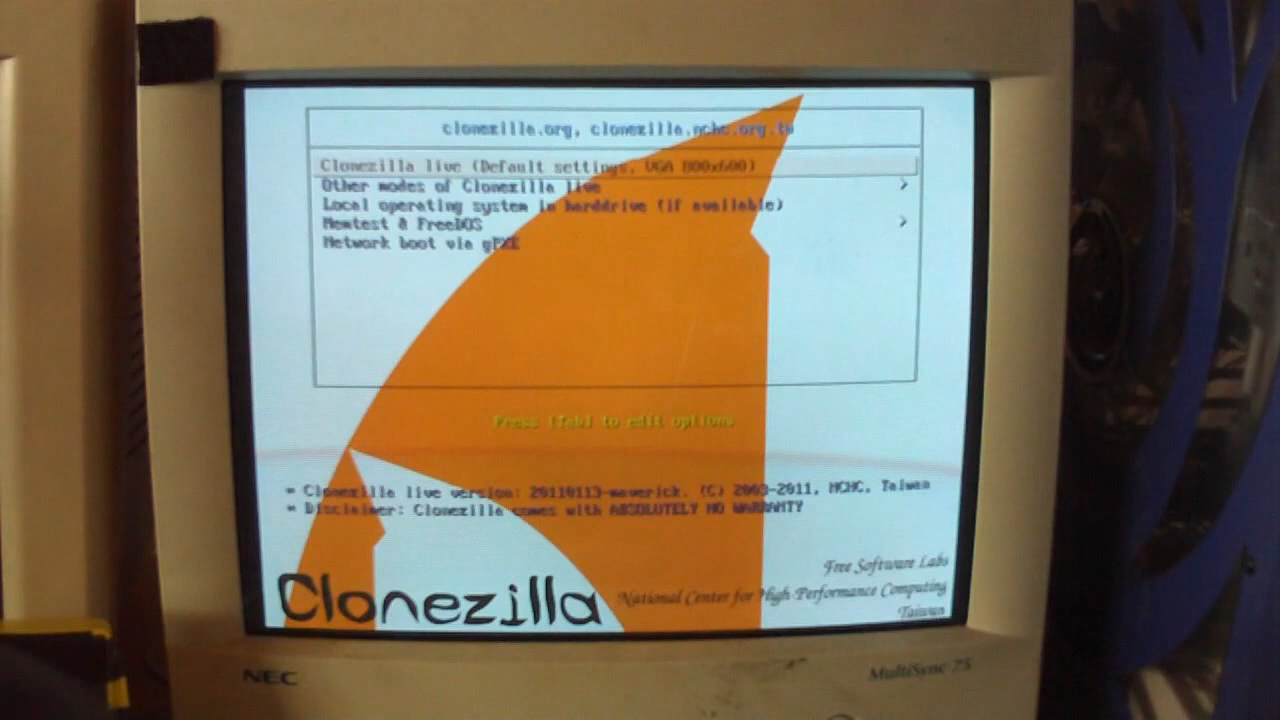 clonezilla.org, clonezilla.nchc.org.tw
Clonezilla live (Default settings, VGA 800x600)
Other modes of Clonezilla live >
Local operating system in harddrive (if available)
Memtest & FreeDOS >
Network boot via gPXE
Press [Tab] to edit options
* Clonezilla live version: 20110113-maverick. (C) 2003-2011, NCHC, Taiwan
* Disclaimer: Clonezilla comes with ABSOLUTELY NO WARRANTY
Free Software Labs
Clonezilla National Center for High-Performance Computing
Taiwan
NEC MultiSync 75